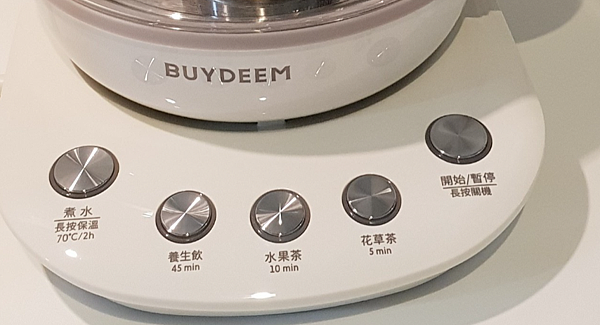 BUYDEEM
煮水
長按保溫
70°C/2h
養生飲
45 min
水果茶
10 min
花草茶
5 min
開始/暫停
長按關機